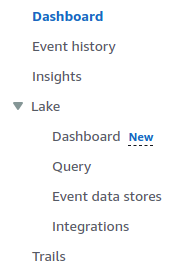 Dashboard
Event history
Insights
Lake
Dashboard New
Query
Event data stores
Integrations
Trails